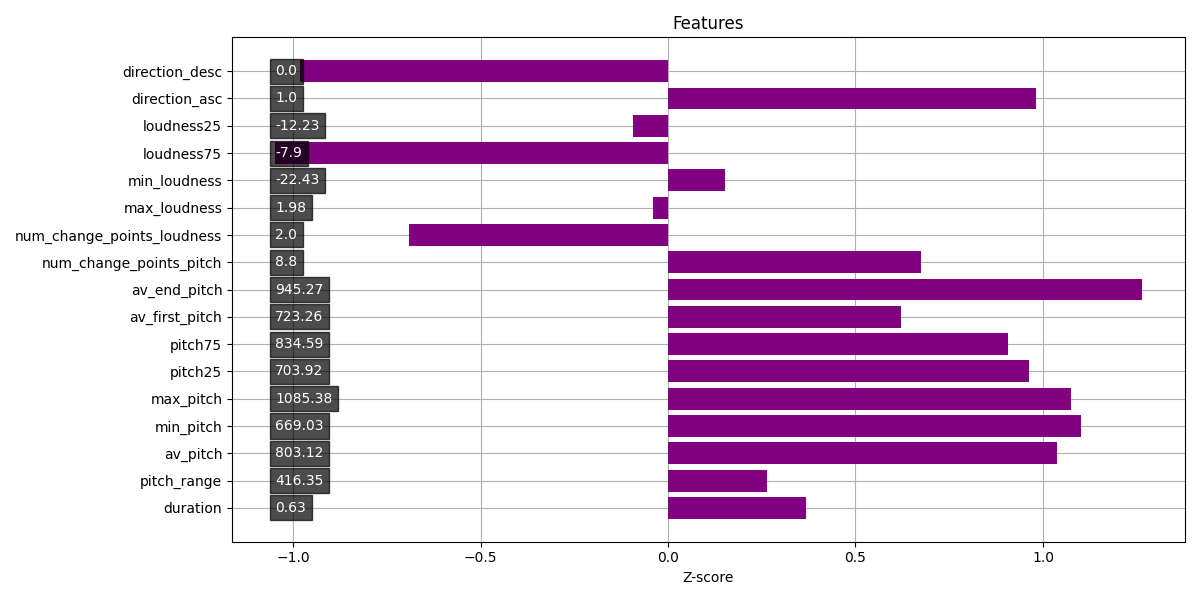 Features
direction_desc 0.0
direction_asc 1.0
loudness25 -12.23
loudness75 -7.9
min_loudness -22.43
max_loudness 1.98
num_change_points_loudness 2.0
num_change_points_pitch 8.8
av_end_pitch 945.27
av_first_pitch 723.26
pitch75 834.59
pitch25 703.92
max_pitch 1085.38
min_pitch 669.03
av_pitch 803.12
pitch_range 416.35
duration 0.63
−1.0 −0.5 0.0 0.5 1.0
Z-score